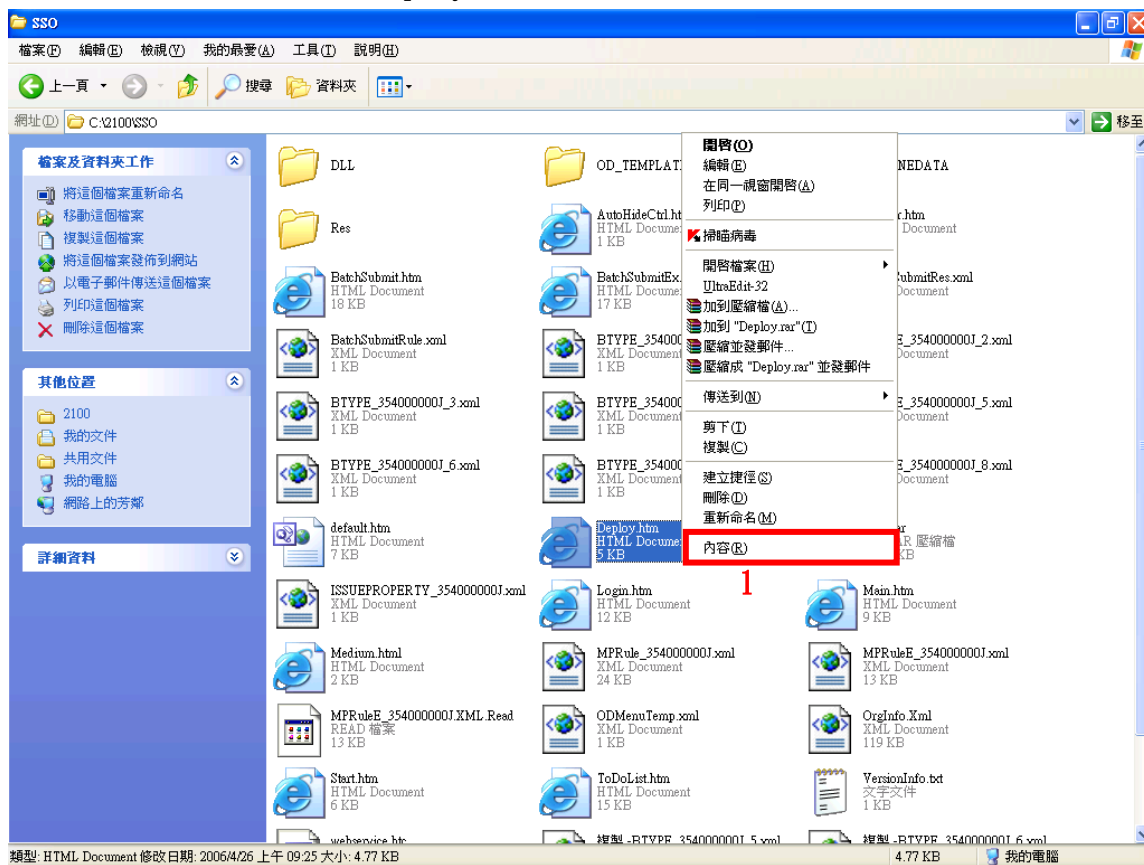 SSO
檔案(F) 編輯(E) 檢視(V) 我的最愛(A) 工具(T) 說明(H)
上一頁 搜尋 資料夾
網址(D) C:\2100\SSO 移至
檔案及資料夾工作
將這個檔案重新命名
移動這個檔案
複製這個檔案
將這個檔案發佈到網站
以電子郵件傳送這個檔案
列印這個檔案
刪除這個檔案
其他位置
2100
我的文件
共用文件
我的電腦
網路上的芳鄰
詳細資料
DLL
OD_TEMPLAT
NEDATA
Res
AutoHideCtrl.ht
HTML Docume
1 KB
r.htm
Document
BatchSubmit.htm
HTML Document
18 KB
BatchSubmitEx.
HTML Docume
17 KB
ubmitRes.xml
Document
BatchSubmitRule.xml
XML Document
1 KB
BTYPE_35400
XML Document
1 KB
E_354000000J_2.xml
Document
BTYPE_354000000J_3.xml
XML Document
1 KB
BTYPE_35400
XML Document
1 KB
E_354000000J_5.xml
Document
BTYPE_354000000J_6.xml
XML Document
1 KB
BTYPE_35400
XML Document
1 KB
E_354000000J_8.xml
Document
default.htm
HTML Document
7 KB
Deploy.htm
HTML Docume
5 KB
ar
AR 壓縮檔
KB
ISSUEPROPERTY_354000000J.xml
XML Document
1 KB
Login.htm
HTML Document
12 KB
Main.htm
HTML Document
9 KB
Medium.html
HTML Document
2 KB
MPRule_354000000J.xml
XML Document
24 KB
MPRuleE_354000000J.xml
XML Document
13 KB
MPRuleE_354000000J.XML.Read
READ 檔案
13 KB
ODMenuTemp.xml
XML Document
1 KB
OrgInfo.Xml
XML Document
119 KB
Start.htm
HTML Document
6 KB
ToDoList.htm
HTML Document
15 KB
VersionInfo.txt
文字文件
1 KB
webservice.htc
複製 -BTYPE_354000000J_5.xml
複製 -BTYPE_354000000J_6.xml
開啓(O)
編輯(E)
在同一視窗開啓(A)
列印(P)
掃瞄病毒
開啓檔案(H)
UltraEdit-32
加到壓縮檔(A)...
加到 "Deploy.rar"(T)
壓縮並發郵件...
壓縮成 "Deploy.rar" 並發郵件
傳送到(N)
剪下(T)
複製(C)
建立捷徑(S)
刪除(D)
重新命名(M)
內容(R)
1
類型: HTML Document 修改日期: 2006/4/26 上午 09:25 大小: 4.77 KB 4.77 KB 我的電腦